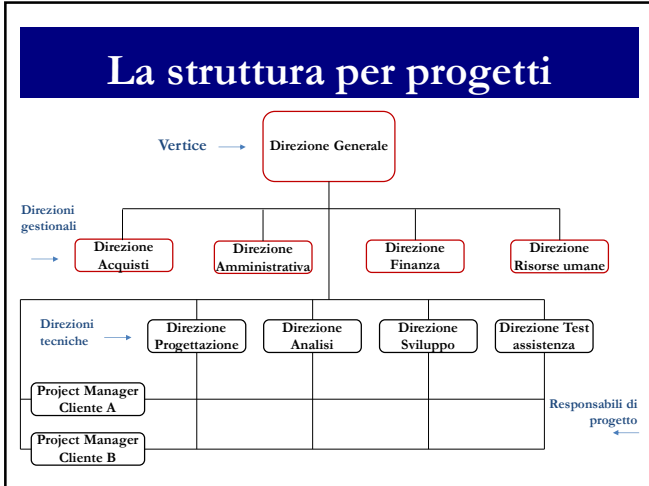 La struttura per progetti
Vertice
Direzione Generale
Direzioni
gestionali
Direzione
Acquisti
Direzione
Amministrativa
Direzione
Finanza
Direzione
Risorse umane
Direzioni
tecniche
Direzione
Progettazione
Direzione
Analisi
Direzione
Sviluppo
Direzione Test
assistenza
Project Manager
Cliente A
Responsabili di
progetto
Project Manager
Cliente B